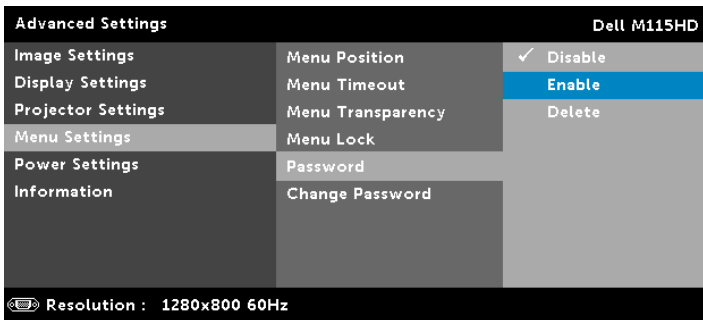 Advanced Settings
Dell M115HD
Image Settings
Display Settings
Projector Settings
Menu Settings
Power Settings
Information
Menu Position
Menu Timeout
Menu Transparency
Menu Lock
Password
Change Password
✓ Disable
Enable
Delete
Resolution : 1280x800 60Hz